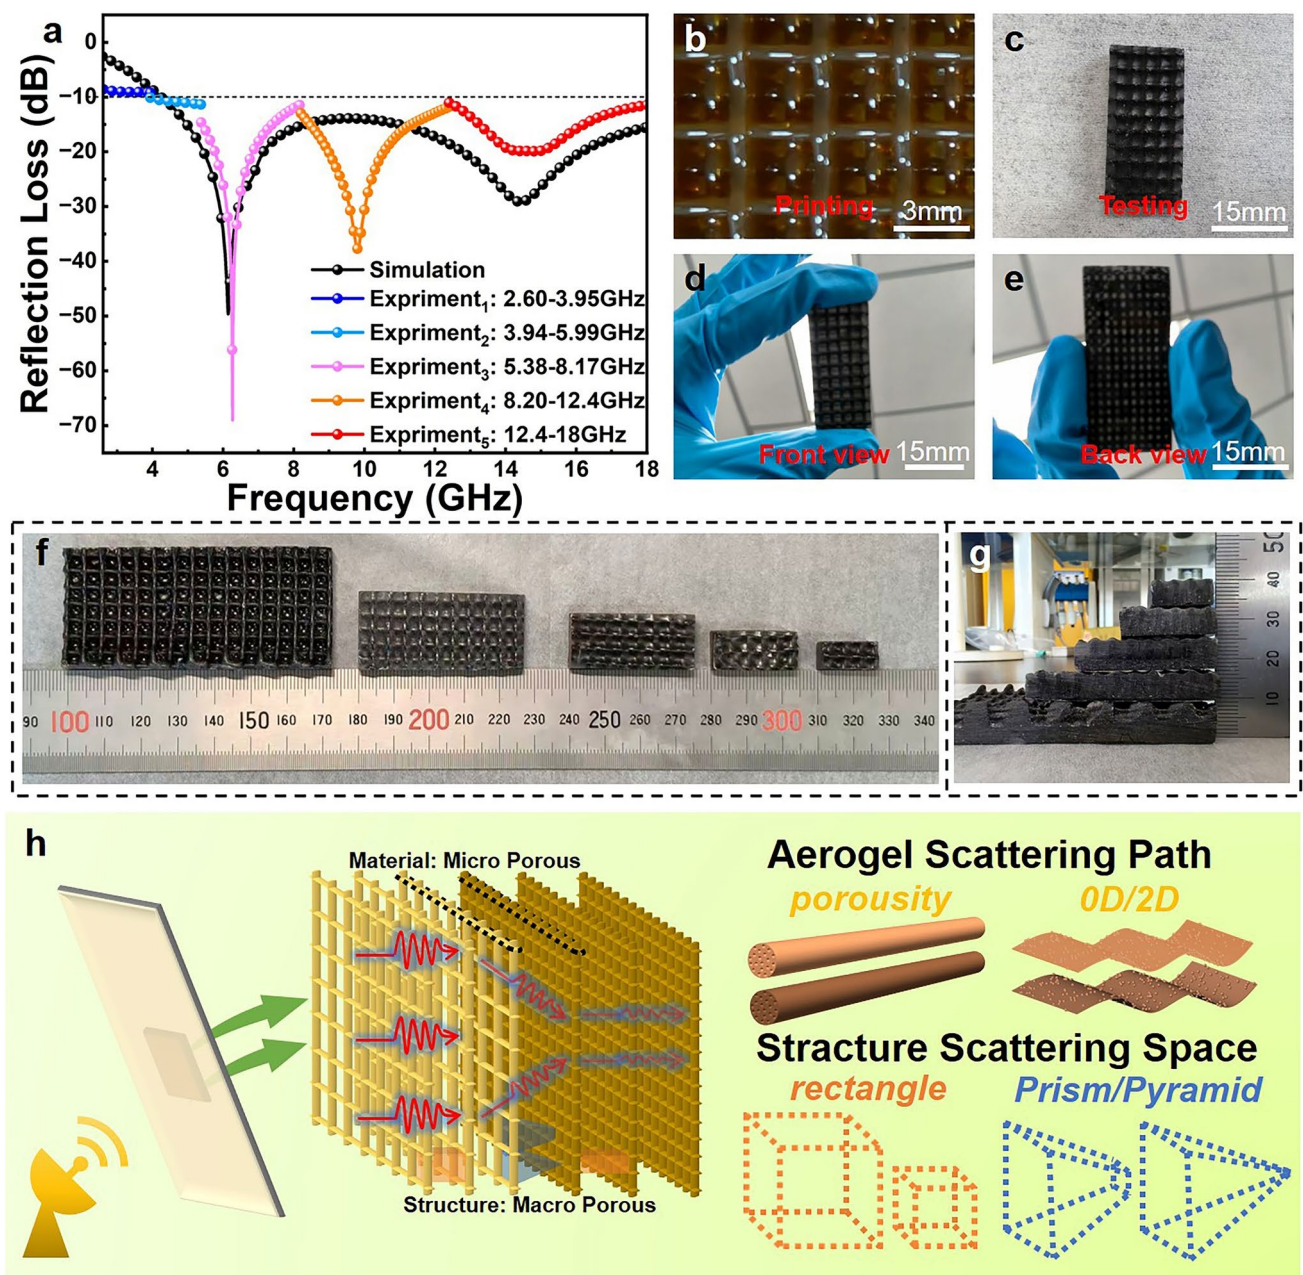 a
Reflection Loss (dB)
0
−10
−20
−30
−40
−50
−60
−70
Simulation
Expriment1: 2.60-3.95GHz
Expriment2: 3.94-5.99GHz
Expriment3: 5.38-8.17GHz
Expriment4: 8.20-12.4GHz
Expriment5: 12.4-18GHz
4 6 8 10 12 14 16 18
Frequency (GHz)
b
Printing
3mm
c
Testing
15mm
d
Front view
15mm
e
Back view
15mm
f
90 100 110 120 130 140 150 160 170 180 190 200 210 220 230 240 250 260 270 280 290 300 310 320 330 340
g
50
40
30
20
10
h
Material: Micro Porous
Structure: Macro Porous
Aerogel Scattering Path
porousity
0D/2D
Stracture Scattering Space
rectangle
Prism/Pyramid